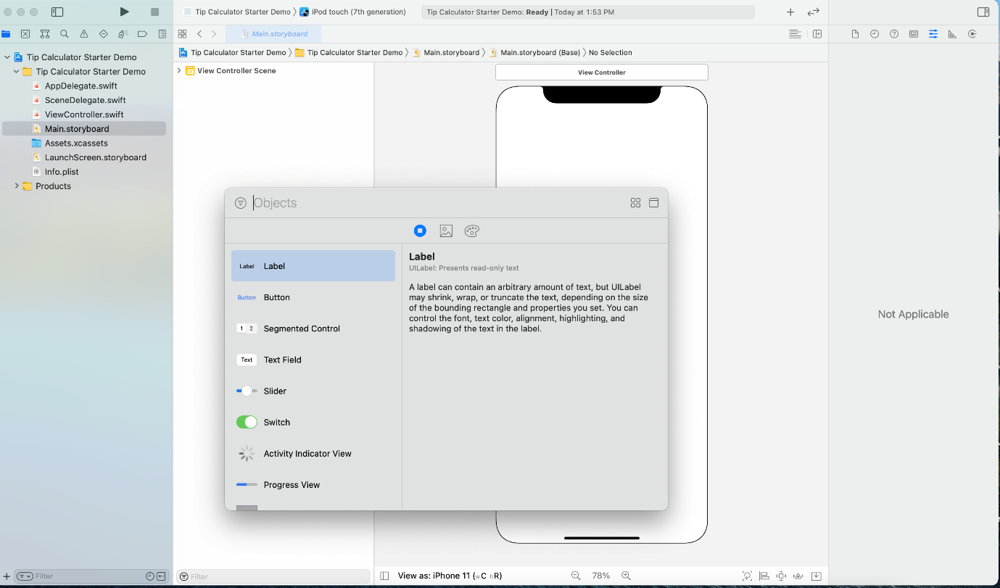 Tip Calculator Starter Demo 〉 iPod touch (7th generation)
Tip Calculator Starter Demo: Ready | Today at 1:53 PM
Main.storyboard
Tip Calculator Starter Demo
Tip Calculator Starter Demo
AppDelegate.swift
SceneDelegate.swift
ViewController.swift
Main.storyboard
Assets.xcassets
LaunchScreen.storyboard
Info.plist
Products
Filter
Tip Calculator Starter Demo 〉 Tip Calculator Starter Demo 〉 Main.storyboard 〉 Main.storyboard (Base) 〉 No Selection
View Controller Scene
View Controller
Objects
Label Label
Button Button
1 2 Segmented Control
Text Text Field
Slider
Switch
Activity Indicator View
Progress View
Label
UILabel: Presents read-only text
A label can contain an arbitrary amount of text, but UILabel
may shrink, wrap, or truncate the text, depending on the size
of the bounding rectangle and properties you set. You can
control the font, text color, alignment, highlighting, and
shadowing of the text in the label.
Not Applicable
Filter
View as: iPhone 11 (wC hR)
78%